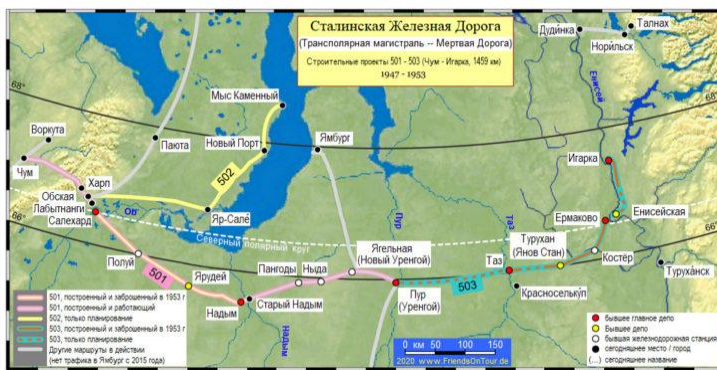 Сталинская Железная Дорога
(Трансполярная магистраль -- Мертвая Дорога)
Строительные проекты 501 - 503 (Чум - Игарка, 1459 км)
1947 - 1953
Талнах
Дудинка
Норильск
Енисей
68°
68°
Мыс Каменный
Воркута
Паюта
Новый Порт
Ямбург
Чум
Игарка
502
Харп
Обская
Лабытнанги
Салехард
Обь
Яр-Сале
Пур
Таз
Ермаково
Енисейская
66°
66°
Северный полярный круг
Полуй
501
Ярудей
Пангоды
Ныда
Ягельная
(Новый Уренгой)
Турухан
(Янов Стан)
Костёр
Таз
503
Туруханск
Надым
Старый Надым
Пур
(Уренгой)
Красноселькуп
Надым
501, построенный и заброшенный в 1953 г
501, построенный и работающий
502, только планирование
503, построенный и заброшенный в 1953 г
503, только планирование
Другие маршруты в действии
(нет трафика в Ямбург с 2015 года)
0 км 50 100 150
2020 www.FriendsOnTour.de
бывшее главное депо
Бывшее депо
бывшая железнодорожная станция
сегодняшнее место / город
(...) сегодняшнее название